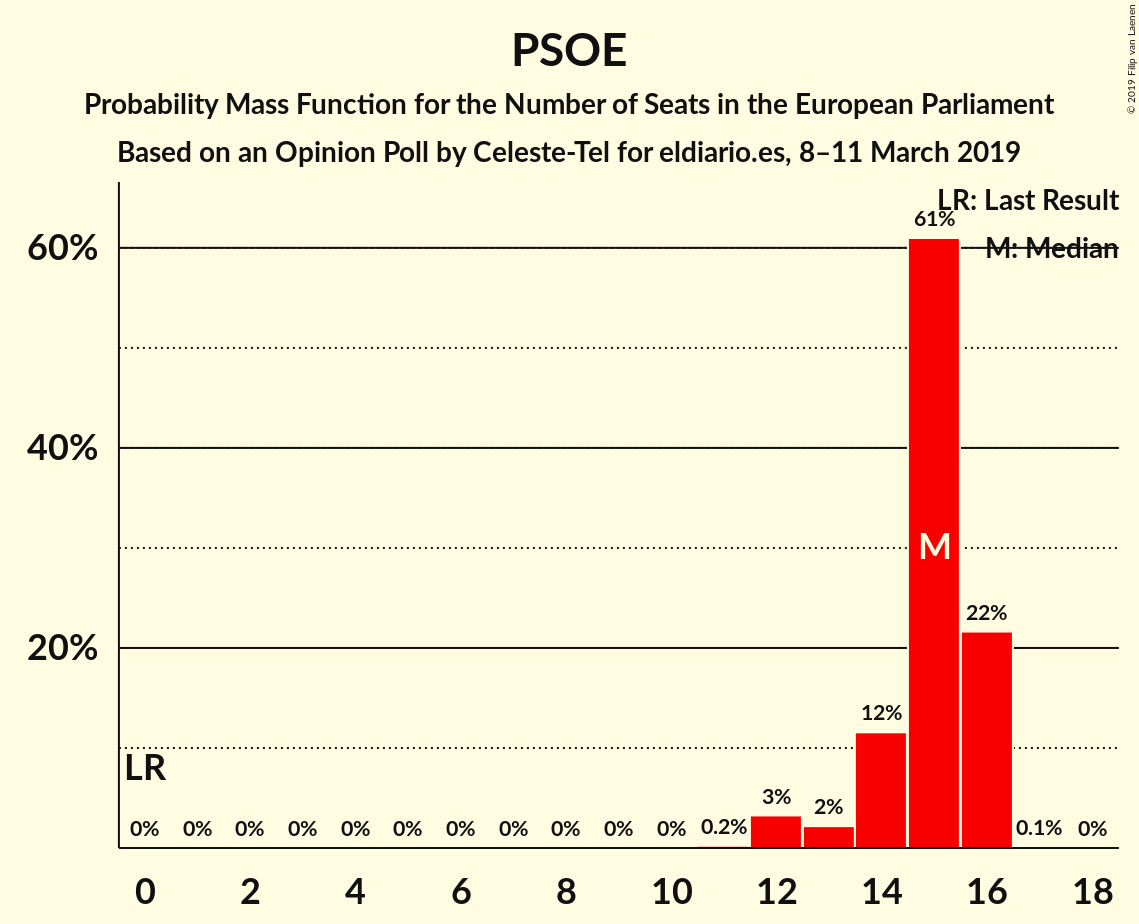 PSOE
Probability Mass Function for the Number of Seats in the European Parliament
Based on an Opinion Poll by Celeste-Tel for eldiario.es, 8–11 March 2019
© 2019 Filip van Laenen
LR: Last Result
M: Median
60%
40%
20%
LR
M
0% 0% 0% 0% 0% 0% 0% 0% 0% 0% 0% 0.2% 3% 2% 12% 61% 22% 0.1% 0%
0 2 4 6 8 10 12 14 16 18